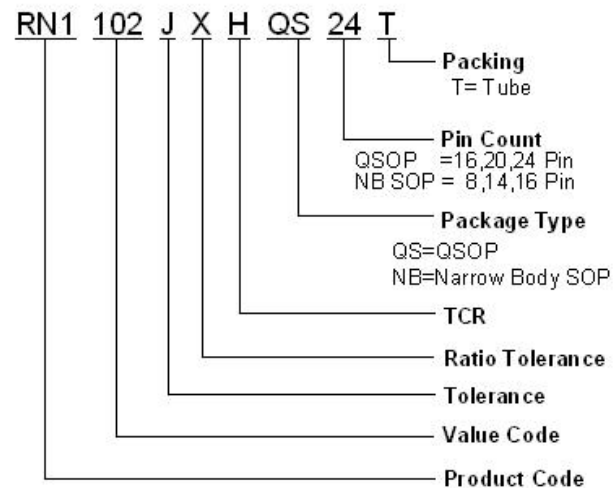 RN1 102 J X H QS 24 T
Packing
T= Tube
Pin Count
QSOP =16,20,24 Pin
NB SOP = 8,14,16 Pin
Package Type
QS=QSOP
NB=Narrow Body SOP
TCR
Ratio Tolerance
Tolerance
Value Code
Product Code